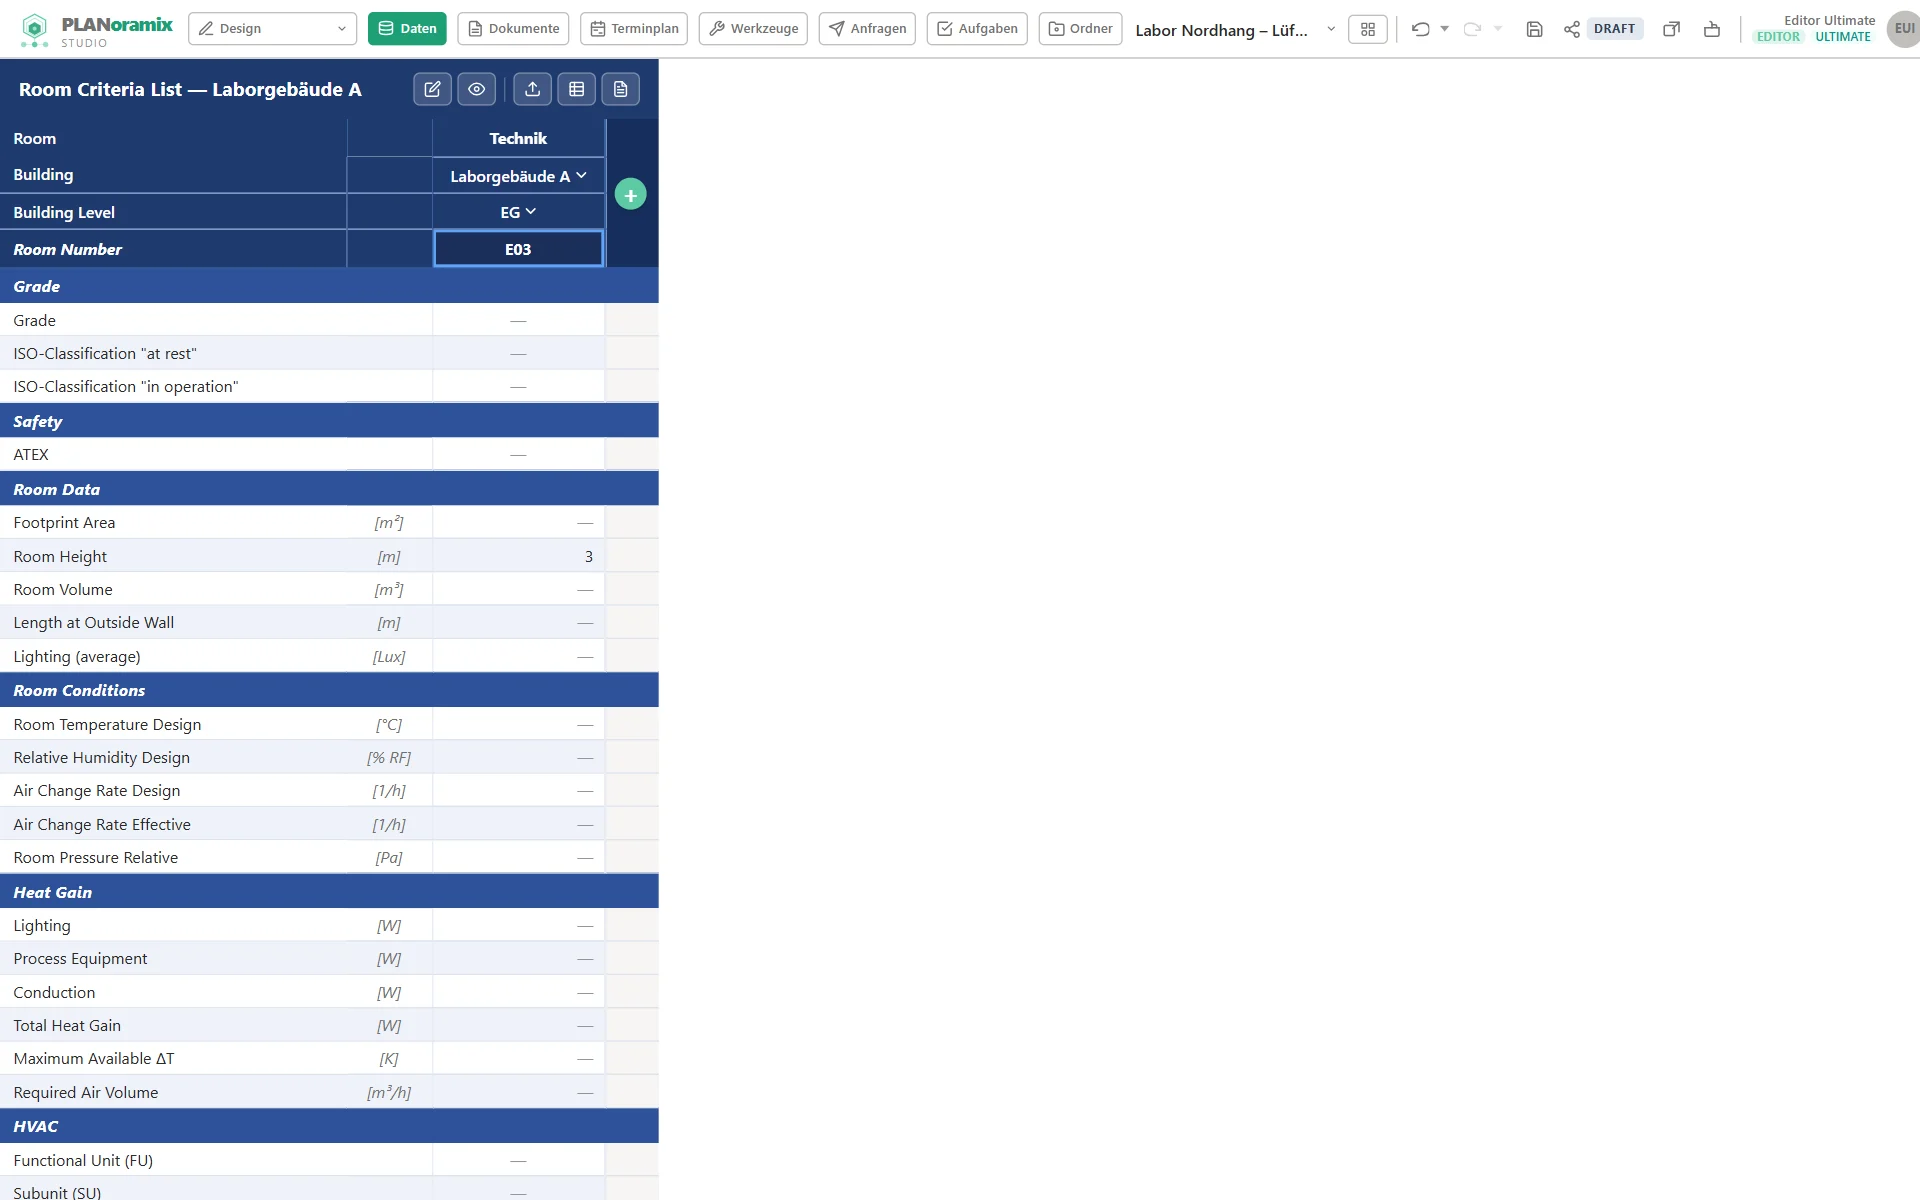 PLANoramix
STUDIO
Design
Daten
Dokumente
Terminplan
Werkzeuge
Anfragen
Aufgaben
Ordner
Labor Nordhang – Lüf...
DRAFT
Editor Ultimate
EDITOR ULTIMATE
EUI
Room Criteria List — Laborgebäude A
Room Technik
Building Laborgebäude A
+
Building Level EG
Room Number E03
Grade
Grade —
ISO-Classification "at rest" —
ISO-Classification "in operation" —
Safety
ATEX —
Room Data
Footprint Area [m²] —
Room Height [m] 3
Room Volume [m³] —
Length at Outside Wall [m] —
Lighting (average) [Lux] —
Room Conditions
Room Temperature Design [°C] —
Relative Humidity Design [% RF] —
Air Change Rate Design [1/h] —
Air Change Rate Effective [1/h] —
Room Pressure Relative [Pa] —
Heat Gain
Lighting [W] —
Process Equipment [W] —
Conduction [W] —
Total Heat Gain [W] —
Maximum Available ΔT [K] —
Required Air Volume [m³/h] —
HVAC
Functional Unit (FU) —
Subunit (SU) —